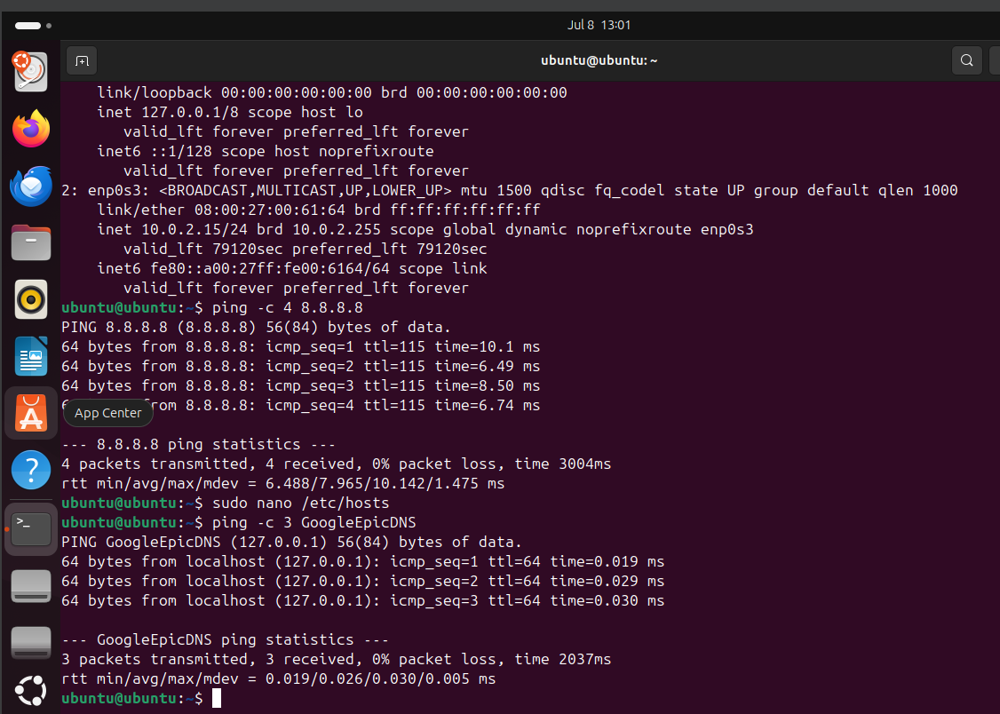 Jul 8 13:01
ubuntu@ubuntu: ~
link/loopback 00:00:00:00:00:00 brd 00:00:00:00:00:00
inet 127.0.0.1/8 scope host lo
valid_lft forever preferred_lft forever
inet6 ::1/128 scope host noprefixroute
valid_lft forever preferred_lft forever
2: enp0s3: <BROADCAST,MULTICAST,UP,LOWER_UP> mtu 1500 qdisc fq_codel state UP group default qlen 1000
link/ether 08:00:27:00:61:64 brd ff:ff:ff:ff:ff:ff
inet 10.0.2.15/24 brd 10.0.2.255 scope global dynamic noprefixroute enp0s3
valid_lft 79120sec preferred_lft 79120sec
inet6 fe80::a00:27ff:fe00:6164/64 scope link
valid_lft forever preferred_lft forever
ubuntu@ubuntu:~$ ping -c 4 8.8.8.8
PING 8.8.8.8 (8.8.8.8) 56(84) bytes of data.
64 bytes from 8.8.8.8: icmp_seq=1 ttl=115 time=10.1 ms
64 bytes from 8.8.8.8: icmp_seq=2 ttl=115 time=6.49 ms
64 bytes from 8.8.8.8: icmp_seq=3 ttl=115 time=8.50 ms
from 8.8.8.8: icmp_seq=4 ttl=115 time=6.74 ms
App Center
--- 8.8.8.8 ping statistics ---
4 packets transmitted, 4 received, 0% packet loss, time 3004ms
rtt min/avg/max/mdev = 6.488/7.965/10.142/1.475 ms
ubuntu@ubuntu:~$ sudo nano /etc/hosts
ubuntu@ubuntu:~$ ping -c 3 GoogleEpicDNS
PING GoogleEpicDNS (127.0.0.1) 56(84) bytes of data.
64 bytes from localhost (127.0.0.1): icmp_seq=1 ttl=64 time=0.019 ms
64 bytes from localhost (127.0.0.1): icmp_seq=2 ttl=64 time=0.029 ms
64 bytes from localhost (127.0.0.1): icmp_seq=3 ttl=64 time=0.030 ms
--- GoogleEpicDNS ping statistics ---
3 packets transmitted, 3 received, 0% packet loss, time 2037ms
rtt min/avg/max/mdev = 0.019/0.026/0.030/0.005 ms
ubuntu@ubuntu:~$